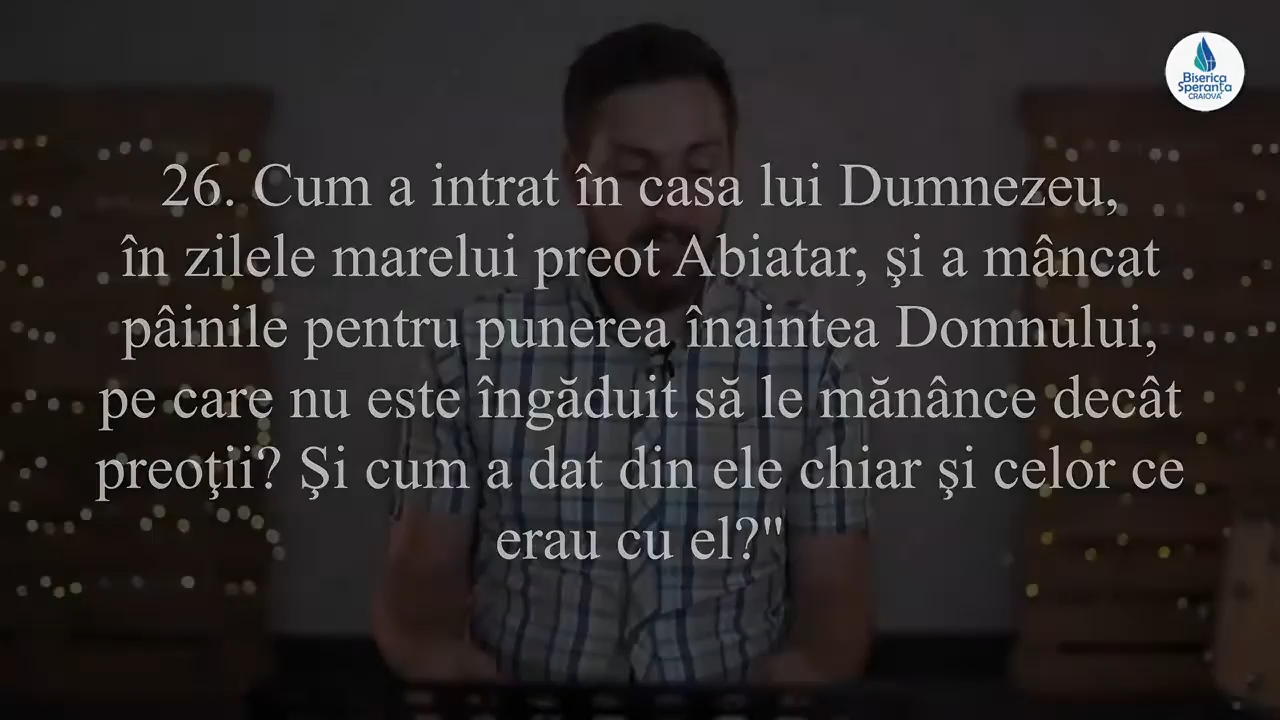 Biserica
Speranța
CRAIOVA
26. Cum a intrat în casa lui Dumnezeu,
în zilele marelui preot Abiatar, şi a mâncat
pâinile pentru punerea înaintea Domnului,
pe care nu este îngăduit să le mănânce decât
preoţii? Şi cum a dat din ele chiar şi celor ce
erau cu el?"